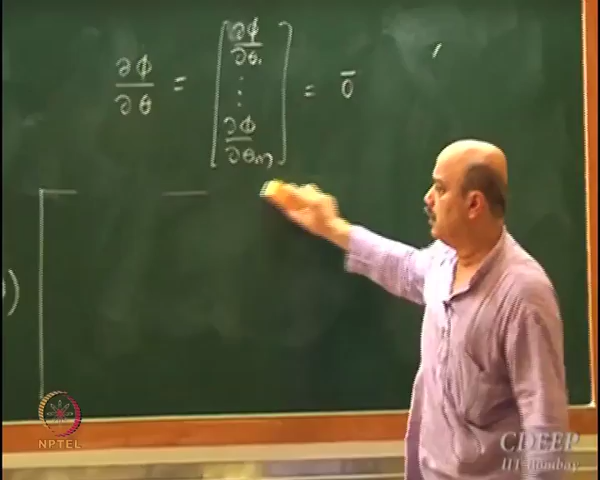 ∂φ/∂θ = [ ∂φ/∂θ₁ ⋮ ∂φ/∂θₘ ] = 0̄
)
NPTEL
CDEEP
IIT Bombay